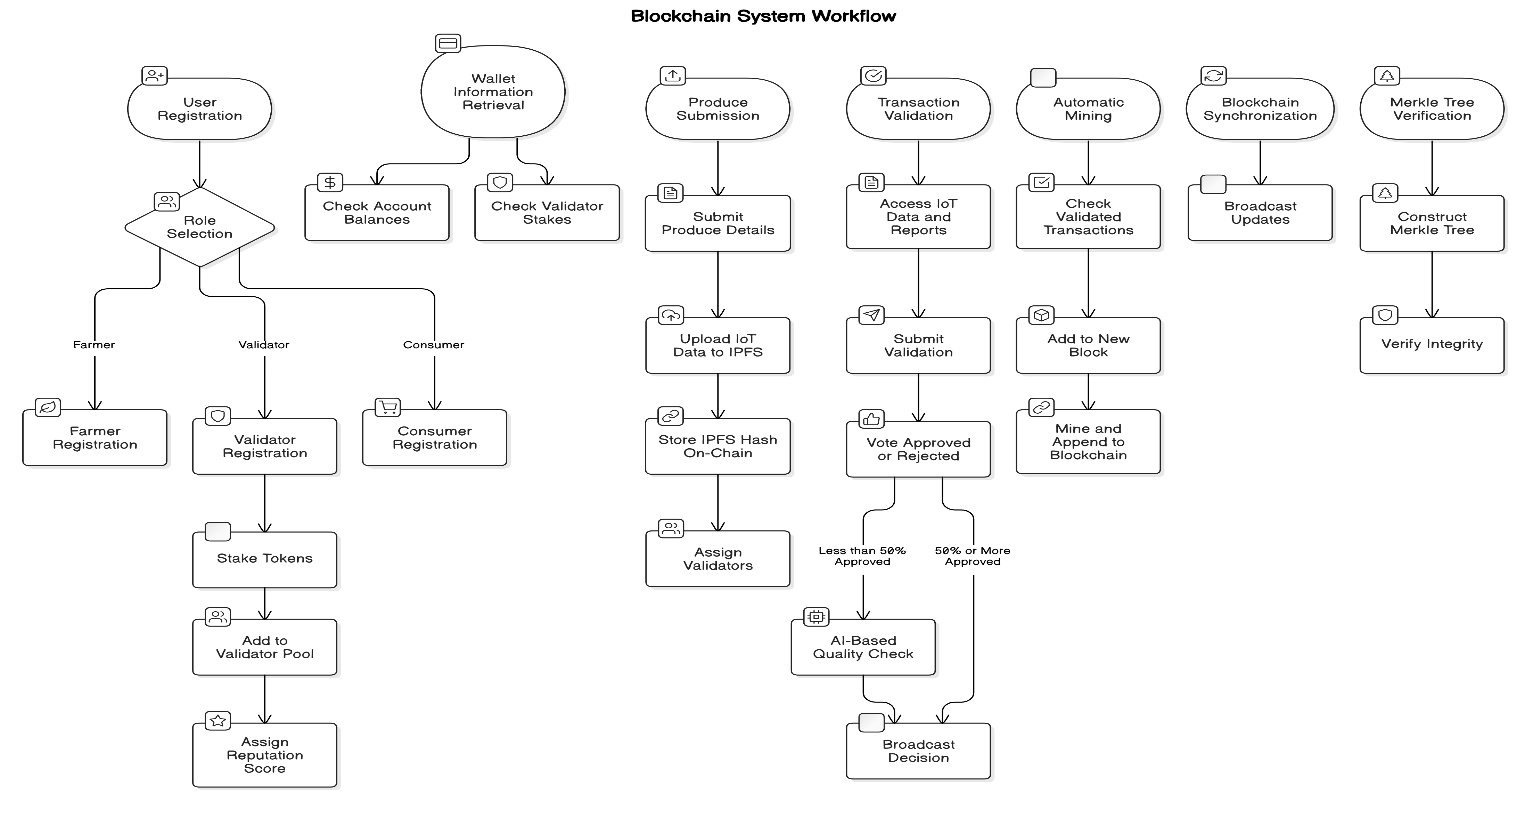 Blockchain System Workflow
User
Registration
Role
Selection
Farmer
Validator
Consumer
Farmer
Registration
Validator
Registration
Consumer
Registration
Stake Tokens
Add to
Validator Pool
Assign
Reputation
Score
Wallet
Information
Retrieval
Check Account
Balances
Check Validator
Stakes
Produce
Submission
Submit
Produce Details
Upload IoT
Data to IPFS
Store IPFS Hash
On-Chain
Assign
Validators
Transaction
Validation
Access IoT
Data and
Reports
Submit
Validation
Vote Approved
or Rejected
Less than 50%
Approved
50% or More
Approved
AI-Based
Quality Check
Broadcast
Decision
Automatic
Mining
Check
Validated
Transactions
Add to New
Block
Mine and
Append to
Blockchain
Blockchain
Synchronization
Broadcast
Updates
Merkle Tree
Verification
Construct
Merkle Tree
Verify Integrity